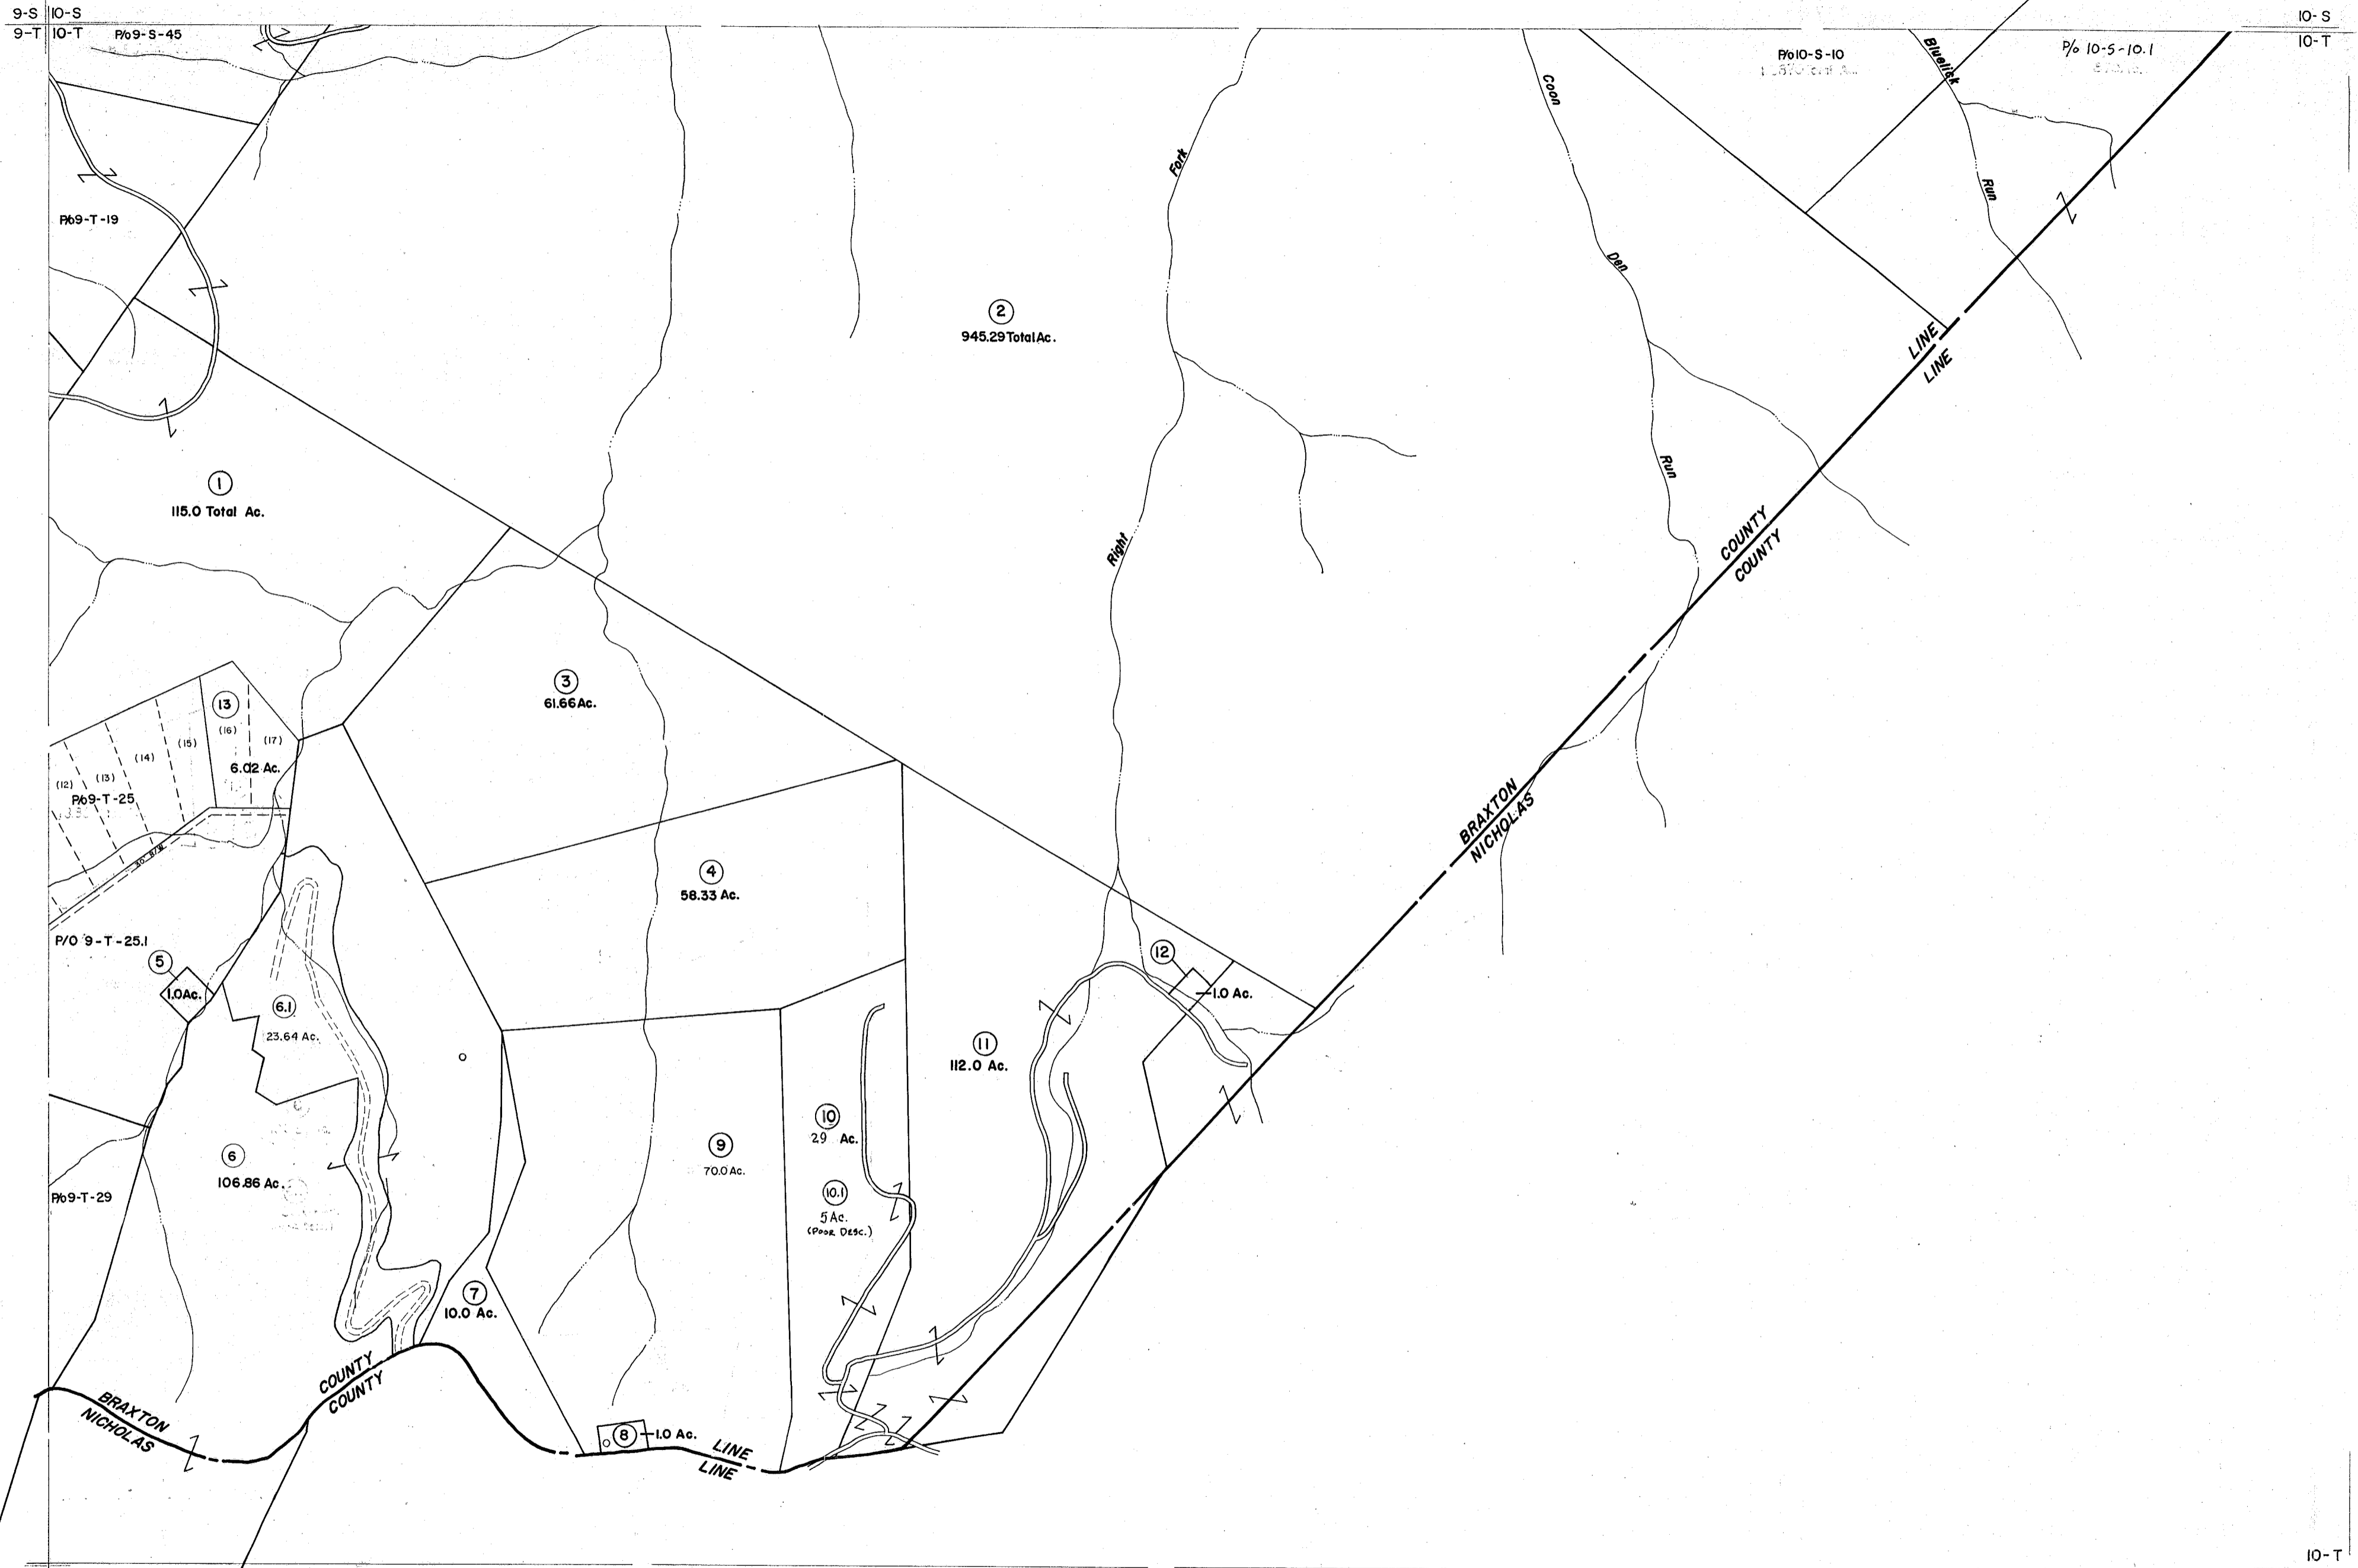 9-S 10-S
9-T 10-T
10-S
10-T
P/o 9-S-45
P/o 10-S-10
P/o 10-S-10.1
Bluelick
Run
Coon
Den
Run
Fork
Right
P/o 9-T-19
2
945.29 Total Ac.
LINE
LINE
1
115.0 Total Ac.
COUNTY
COUNTY
3
61.66 Ac.
13
(16)
(17)
(15)
(14)
(13)
(12)
6.02 Ac.
P/o 9-T-25
BRAXTON
NICHOLAS
4
58.33 Ac.
P/O 9-T-25.1
5
1.0 Ac.
12
1.0 Ac.
6.1
23.64 Ac.
11
112.0 Ac.
10
29 Ac.
9
70.0 Ac.
6
106.86 Ac.
P/o 9-T-29
10.1
5 Ac.
(POOR DESC.)
7
10.0 Ac.
COUNTY
COUNTY
BRAXTON
NICHOLAS
8
1.0 Ac.
LINE
LINE
10-T